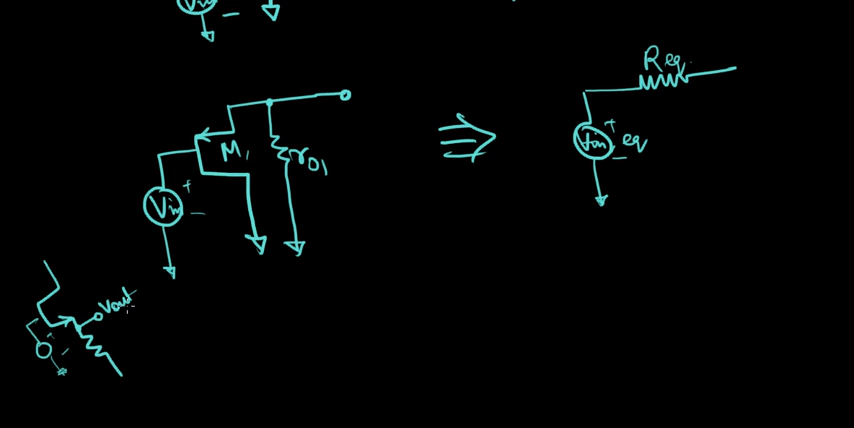 Vin
−
Req
+
Vin, eq
−
M1
rO1
+
Vin
−
Vout
+
−